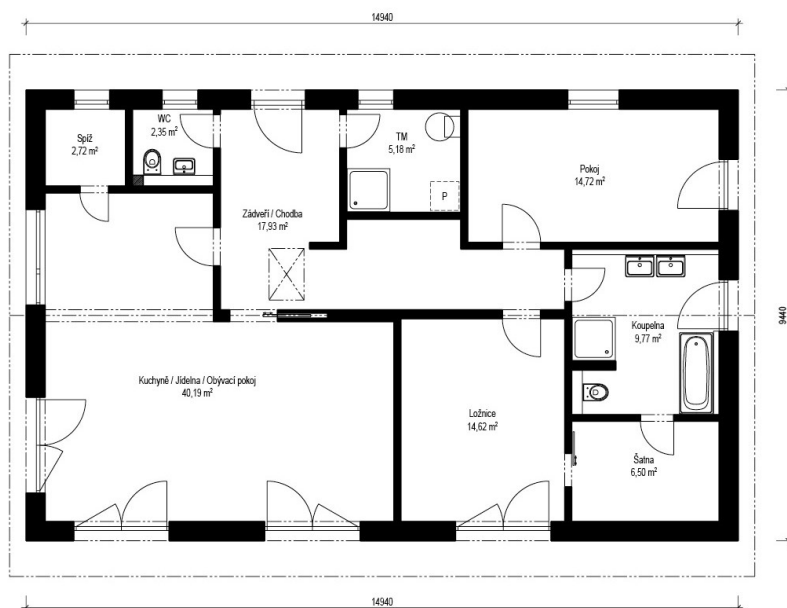 14940
WC
2,35 m²
Spíž
2,72 m²
TM
5,18 m²
P
Pokoj
14,72 m²
Zádveří / Chodba
17,93 m²
Koupelna
9,77 m²
9440
Kuchyně / Jídelna / Obývací pokoj
40,19 m²
Ložnice
14,62 m²
Šatna
6,50 m²
14940